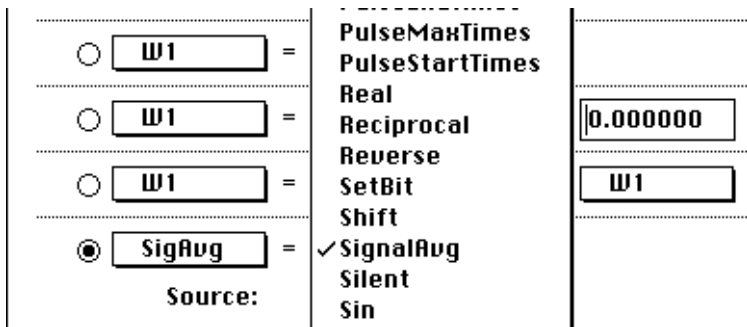 PulseMaxTimes
W1 =
PulseStartTimes
Real
W1 = Reciprocal 0.000000
Reverse
W1 = SetBit W1
Shift
SigAvg = ✓SignalAvg
Silent
Source: Sin